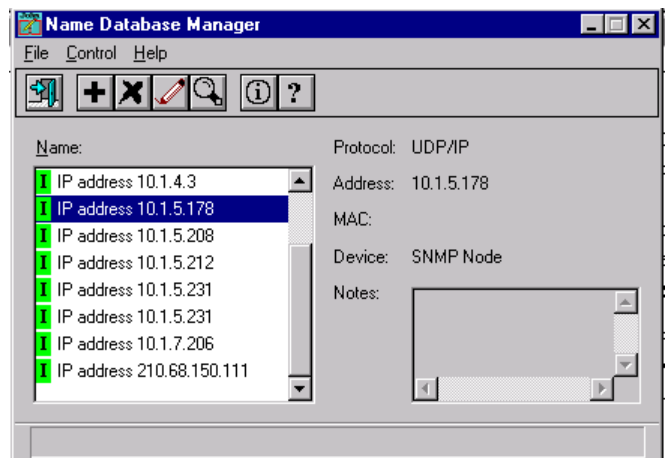 Name Database Manager
File Control Help
Name:
I IP address 10.1.4.3
I IP address 10.1.5.178
I IP address 10.1.5.208
I IP address 10.1.5.212
I IP address 10.1.5.231
I IP address 10.1.5.231
I IP address 10.1.7.206
I IP address 210.68.150.111
Protocol: UDP/IP
Address: 10.1.5.178
MAC:
Device: SNMP Node
Notes: